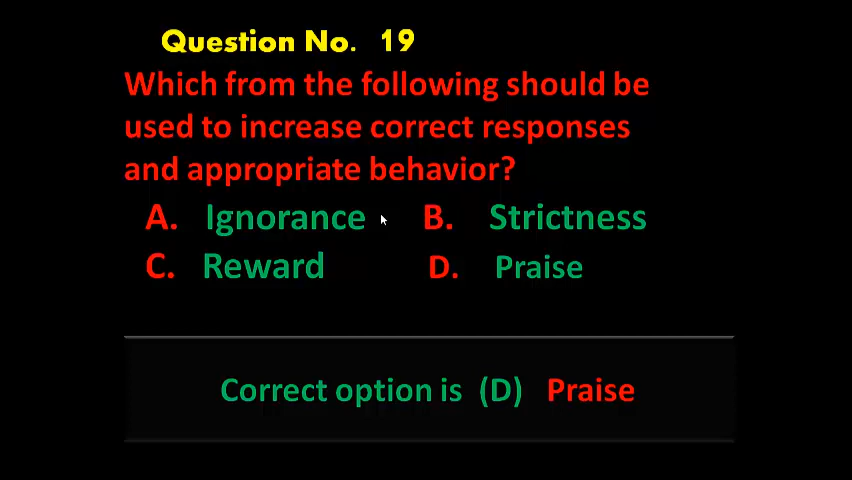 Question No. 19
Which from the following should be
used to increase correct responses
and appropriate behavior?
A. Ignorance B. Strictness
C. Reward D. Praise
Correct option is (D) Praise